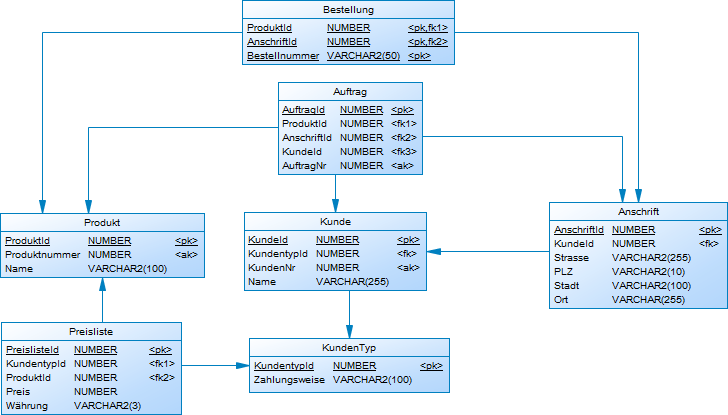 Bestellung
ProduktId NUMBER <pk,fk1>
AnschriftId NUMBER <pk,fk2>
Bestellnummer VARCHAR2(50) <pk>
Auftrag
AuftragId NUMBER <pk>
ProduktId NUMBER <fk1>
AnschriftId NUMBER <fk2>
KundeId NUMBER <fk3>
AuftragNr NUMBER <ak>
Produkt
ProduktId NUMBER <pk>
Produktnummer NUMBER <ak>
Name VARCHAR2(100)
Kunde
KundeId NUMBER <pk>
KundentypId NUMBER <fk>
KundenNr NUMBER <ak>
Name VARCHAR(255)
Anschrift
AnschriftId NUMBER <pk>
KundeId NUMBER <fk>
Strasse VARCHAR2(255)
PLZ VARCHAR2(10)
Stadt VARCHAR2(100)
Ort VARCHAR(255)
Preisliste
PreislisteId NUMBER <pk>
KundentypId NUMBER <fk1>
ProduktId NUMBER <fk2>
Preis NUMBER
Währung VARCHAR2(3)
KundenTyp
KundentypId NUMBER <pk>
Zahlungsweise VARCHAR2(100)